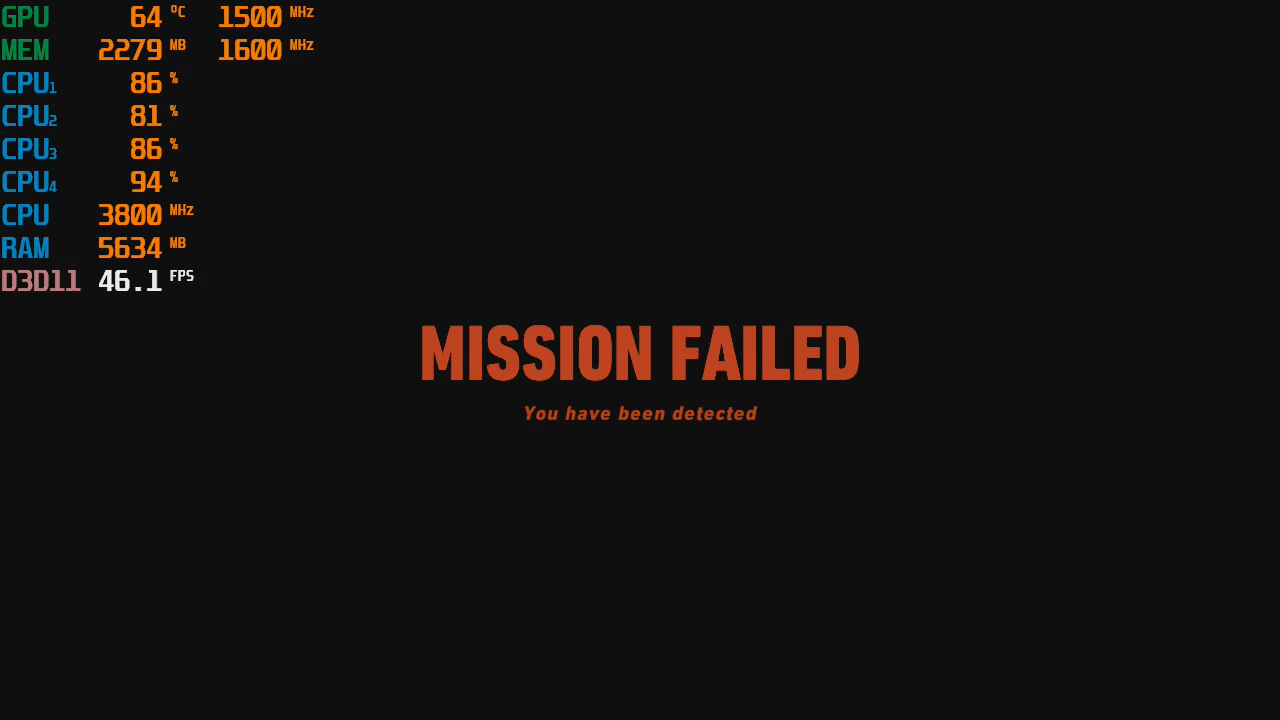 GPU 64 °C 1500 MHz
MEM 2279 MB 1600 MHz
CPU1 86 %
CPU2 81 %
CPU3 86 %
CPU4 94 %
CPU 3800 MHz
RAM 5634 MB
D3D11 46.1 FPS
MISSION FAILED
You have been detected